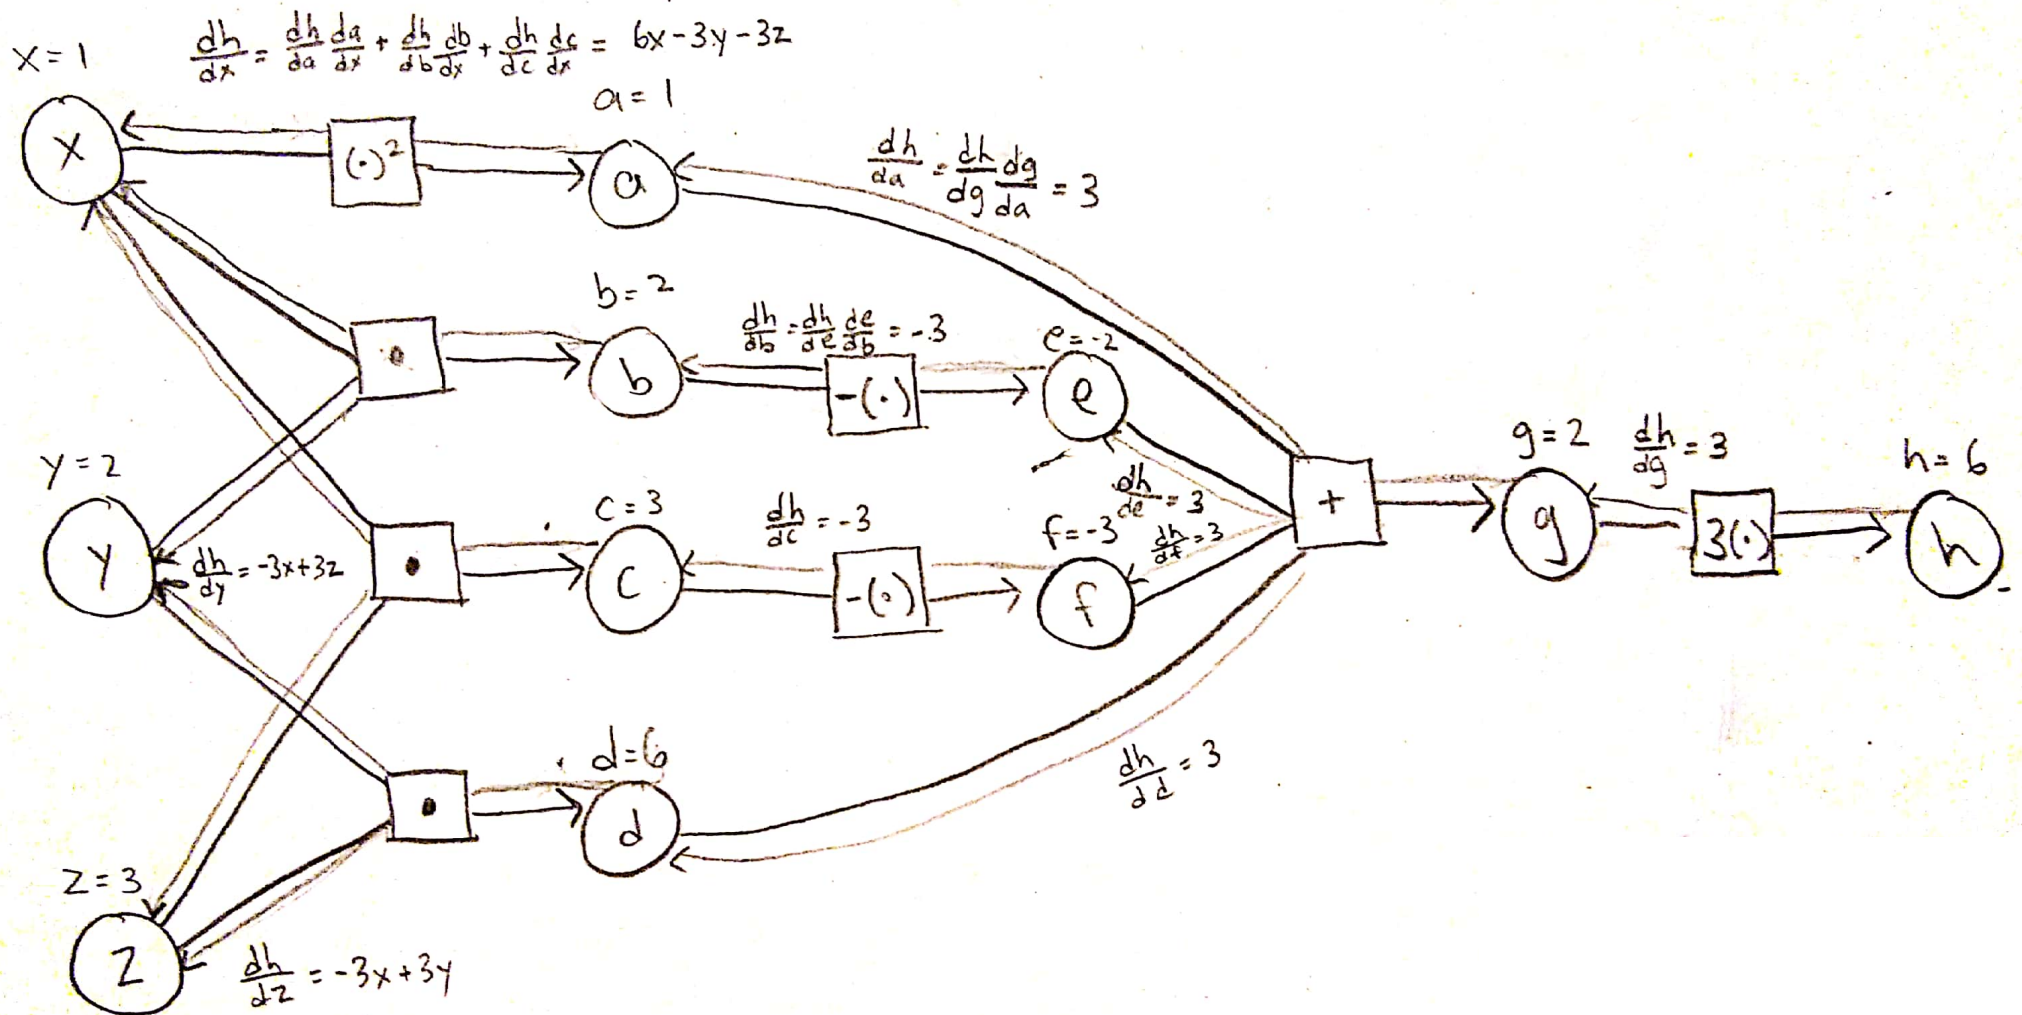 x=1
dh/dx = dh/da da/dx + dh/db db/dx + dh/dc dc/dx = 6x-3y-3z
a=1
x
(·)²
a
dh/da = dh/dg dg/da = 3
b=2
dh/db = dh/de de/db = -3
e=-2
•
b
-(·)
e
y=2
c=3
dh/dc = -3
f=-3
dh/de = 3
dh/df = 3
+
g=2
dh/dg = 3
h=6
y
dh/dy = -3x+3z
•
c
-(·)
f
g
3(·)
h
d=6
•
d
dh/dd = 3
z=3
z
dh/dz = -3x+3y